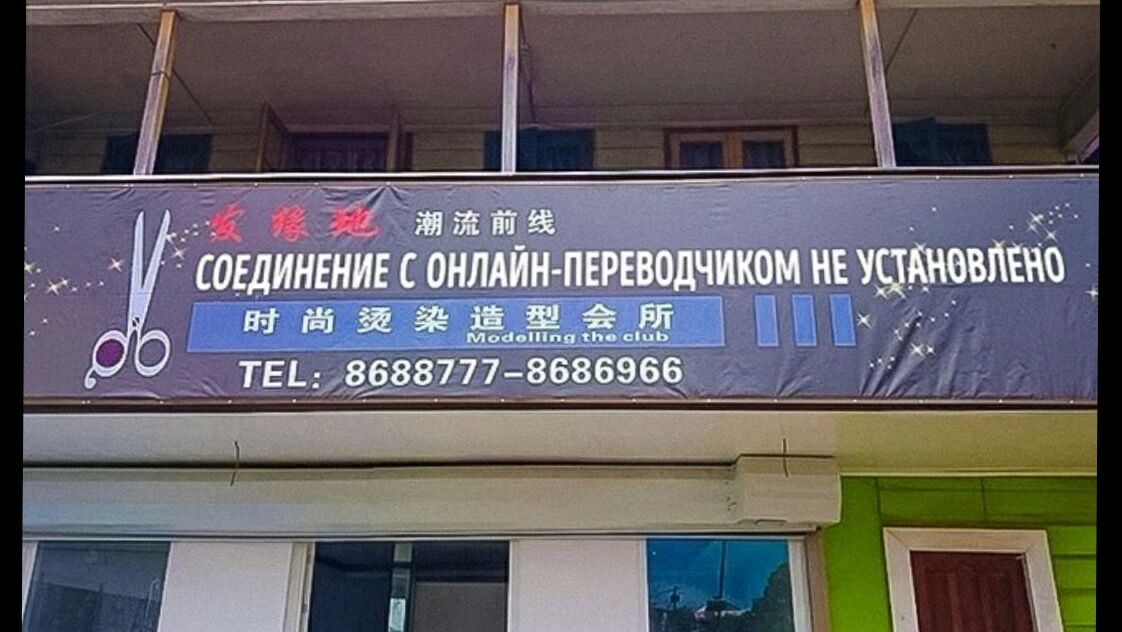 发缘地 潮流前线
СОЕДИНЕНИЕ С ОНЛАЙН-ПЕРЕВОДЧИКОМ НЕ УСТАНОВЛЕНО
时尚烫染造型会所
Modelling the club
TEL: 8688777-8686966